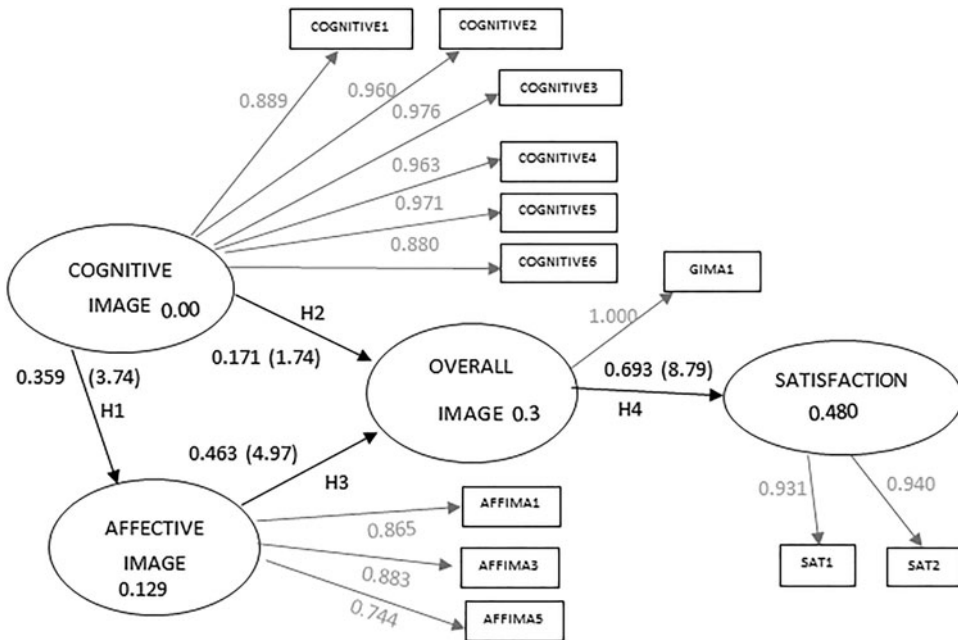 COGNITIVE1
COGNITIVE2
0.889
0.960
COGNITIVE3
0.976
COGNITIVE4
0.963
COGNITIVE5
0.971
COGNITIVE6
0.880
COGNITIVE
IMAGE 0.00
GIMA1
1.000
H2
0.171 (1.74)
0.359 (3.74)
H1
OVERALL
IMAGE 0.3
0.693 (8.79)
H4
SATISFACTION
0.480
0.463 (4.97)
H3
AFFECTIVE
IMAGE
0.129
AFFIMA1
0.865
AFFIMA3
0.883
AFFIMA5
0.744
0.931
0.940
SAT1
SAT2